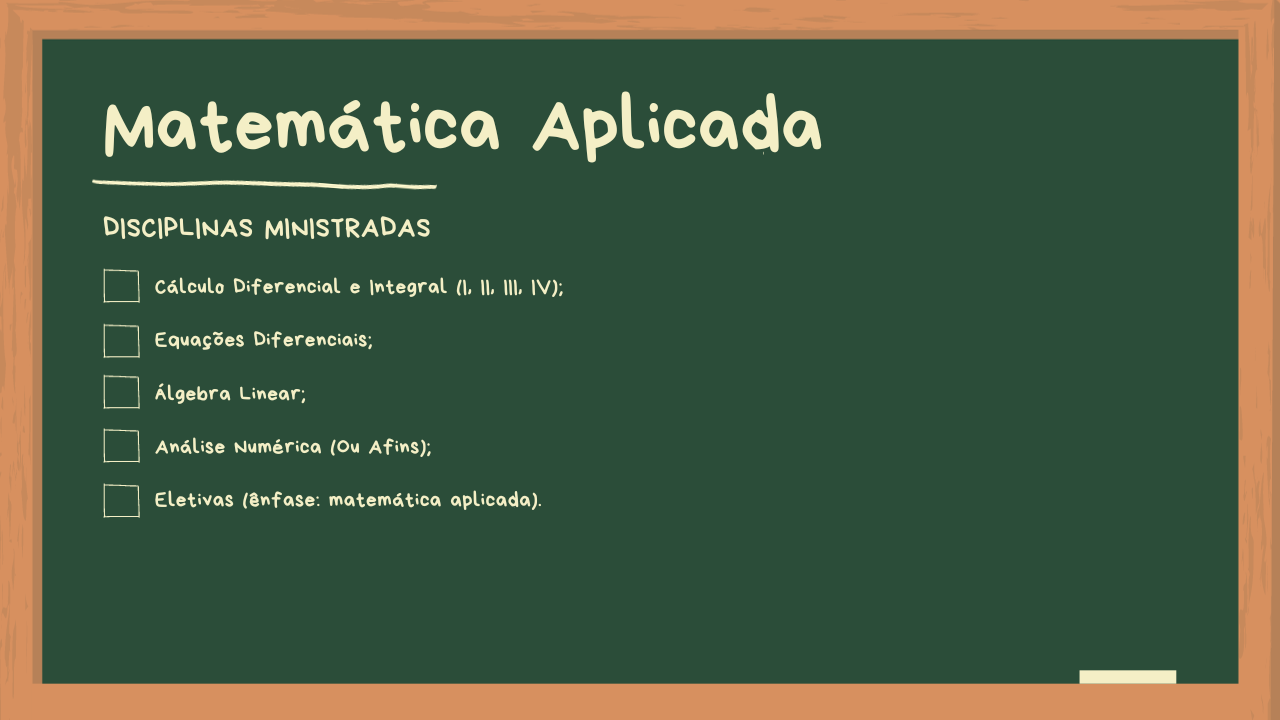 Matemática Aplicada
DISCIPLINAS MINISTRADAS
Cálculo Diferencial e Integral (I, II, III, IV);
Equações Diferenciais;
Álgebra Linear;
Análise Numérica (Ou Afins);
Eletivas (ênfase: matemática aplicada).